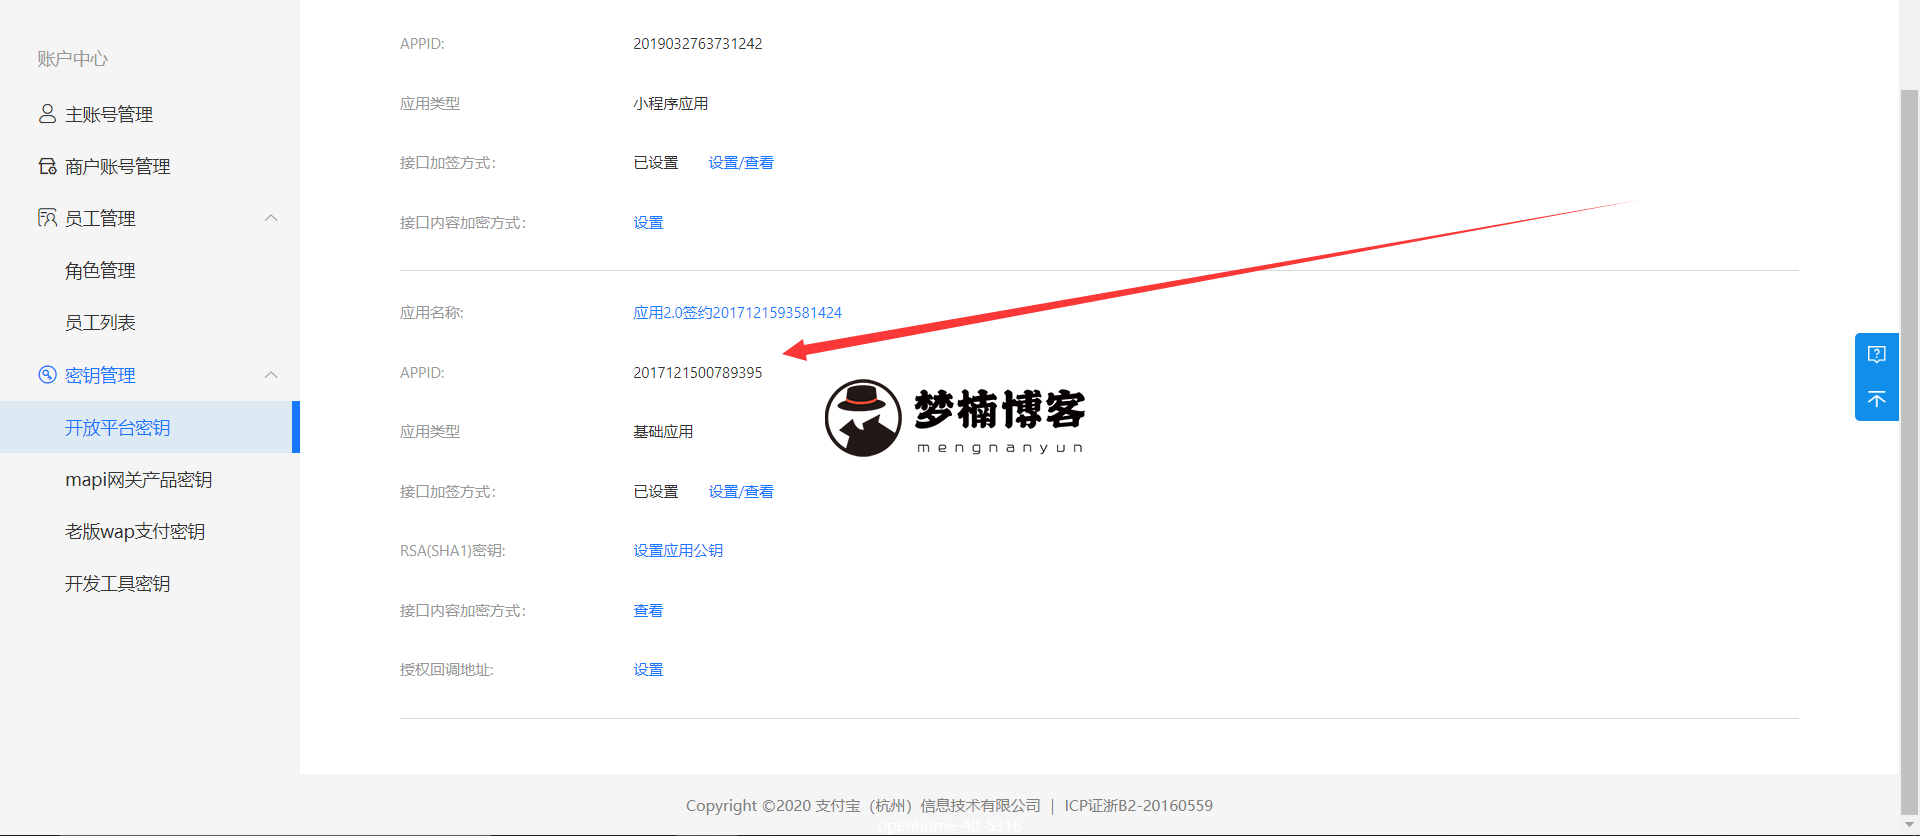 账户中心
主账号管理
商户账号管理
员工管理
角色管理
员工列表
密钥管理
开放平台密钥
mapi网关产品密钥
老版wap支付密钥
开发工具密钥
APPID: 2019032763731242
应用类型 小程序应用
接口加签方式: 已设置 设置/查看
接口内容加密方式: 设置
应用名称: 应用2.0签约2017121593581424
APPID: 2017121500789395
应用类型 基础应用
接口加签方式: 已设置 设置/查看
RSA(SHA1)密钥: 设置应用公钥
接口内容加密方式: 查看
授权回调地址: 设置
梦楠博客
mengnanyun
Copyright ©2020 支付宝（杭州）信息技术有限公司 | ICP证浙B2-20160559
openhome-40-5316